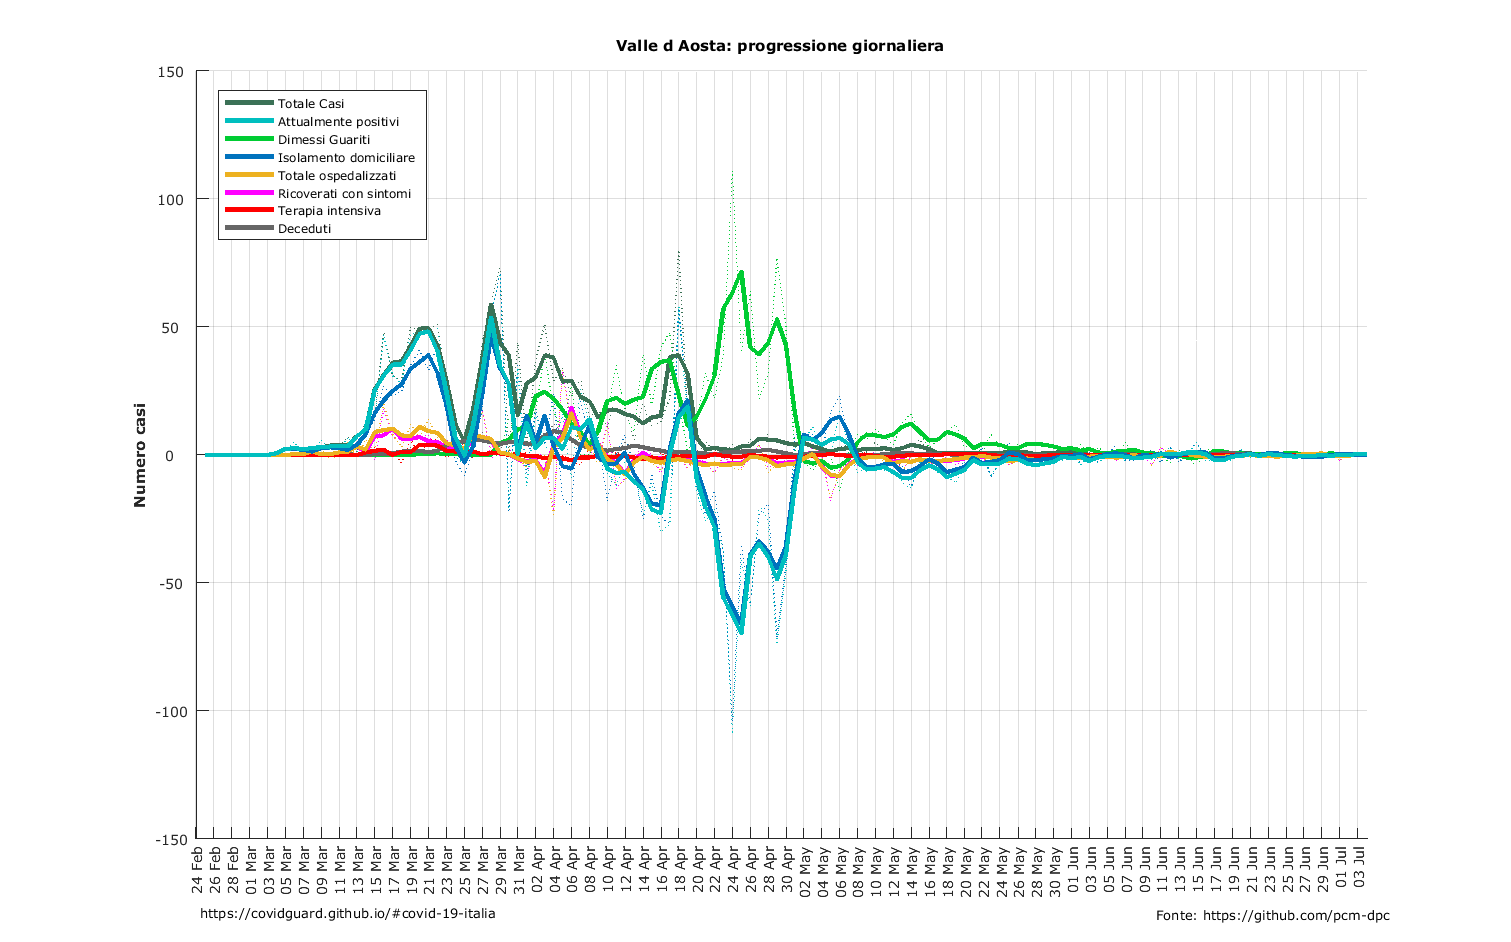 Valle d Aosta: progressione giornaliera
150
100
50
0
-50
-100
-150
Numero casi
Totale Casi
Attualmente positivi
Dimessi Guariti
Isolamento domiciliare
Totale ospedalizzati
Ricoverati con sintomi
Terapia intensiva
Deceduti
24 Feb
26 Feb
28 Feb
01 Mar
03 Mar
05 Mar
07 Mar
09 Mar
11 Mar
13 Mar
15 Mar
17 Mar
19 Mar
21 Mar
23 Mar
25 Mar
27 Mar
29 Mar
31 Mar
02 Apr
04 Apr
06 Apr
08 Apr
10 Apr
12 Apr
14 Apr
16 Apr
18 Apr
20 Apr
22 Apr
24 Apr
26 Apr
28 Apr
30 Apr
02 May
04 May
06 May
08 May
10 May
12 May
14 May
16 May
18 May
20 May
22 May
24 May
26 May
28 May
30 May
01 Jun
03 Jun
05 Jun
07 Jun
09 Jun
11 Jun
13 Jun
15 Jun
17 Jun
19 Jun
21 Jun
23 Jun
25 Jun
27 Jun
29 Jun
01 Jul
03 Jul
https://covidguard.github.io/#covid-19-italia
Fonte: https://github.com/pcm-dpc